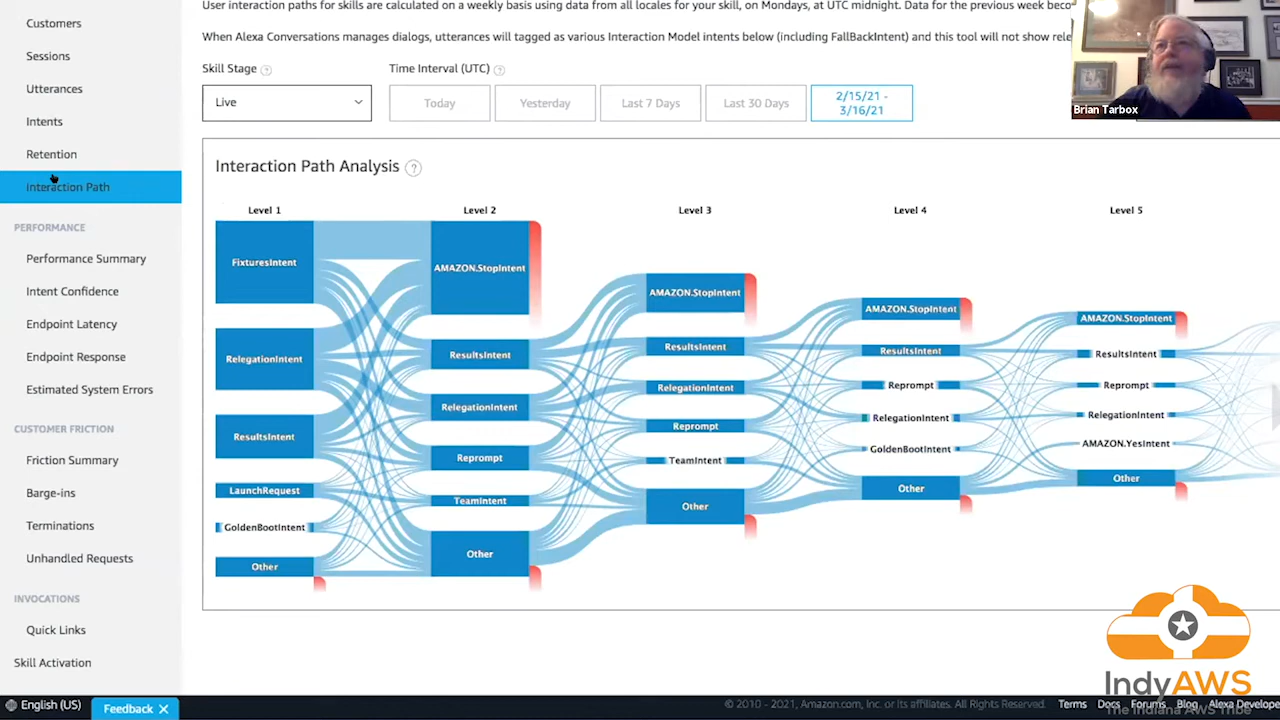 Customers
Sessions
Utterances
Intents
Retention
Interaction Path
PERFORMANCE
Performance Summary
Intent Confidence
Endpoint Latency
Endpoint Response
Estimated System Errors
CUSTOMER FRICTION
Friction Summary
Barge-ins
Terminations
Unhandled Requests
INVOCATIONS
Quick Links
Skill Activation
User interaction paths for skills are calculated on a weekly basis using data from all locales for your skill, on Mondays, at UTC midnight. Data for the previous week
When Alexa Conversations manages dialogs, utterances will tagged as various Interaction Model intents below (including FallBackIntent) and this tool will not show
Brian Tarbox
Skill Stage ?
Time Interval (UTC) ?
Live
Today
Yesterday
Last 7 Days
Last 30 Days
2/15/21 -
3/16/21
Interaction Path Analysis ?
Level 1
FixturesIntent
RelegationIntent
ResultsIntent
LaunchRequest
GoldenBootIntent
Other
Level 2
AMAZON.StopIntent
ResultsIntent
RelegationIntent
Reprompt
TeamIntent
Other
Level 3
AMAZON.StopIntent
ResultsIntent
RelegationIntent
Reprompt
TeamIntent
Other
Level 4
AMAZON.StopIntent
ResultsIntent
Reprompt
RelegationIntent
GoldenBootIntent
Other
Level 5
AMAZON.StopIntent
ResultsIntent
Reprompt
RelegationIntent
AMAZON.YesIntent
Other
IndyAWS
The Indiana AWS Tribe
English (US)
Feedback
© 2010 - 2021, Amazon.com, Inc. or its affiliates. All Rights Reserved.
Terms
Docs
Forums
Blog
Alexa